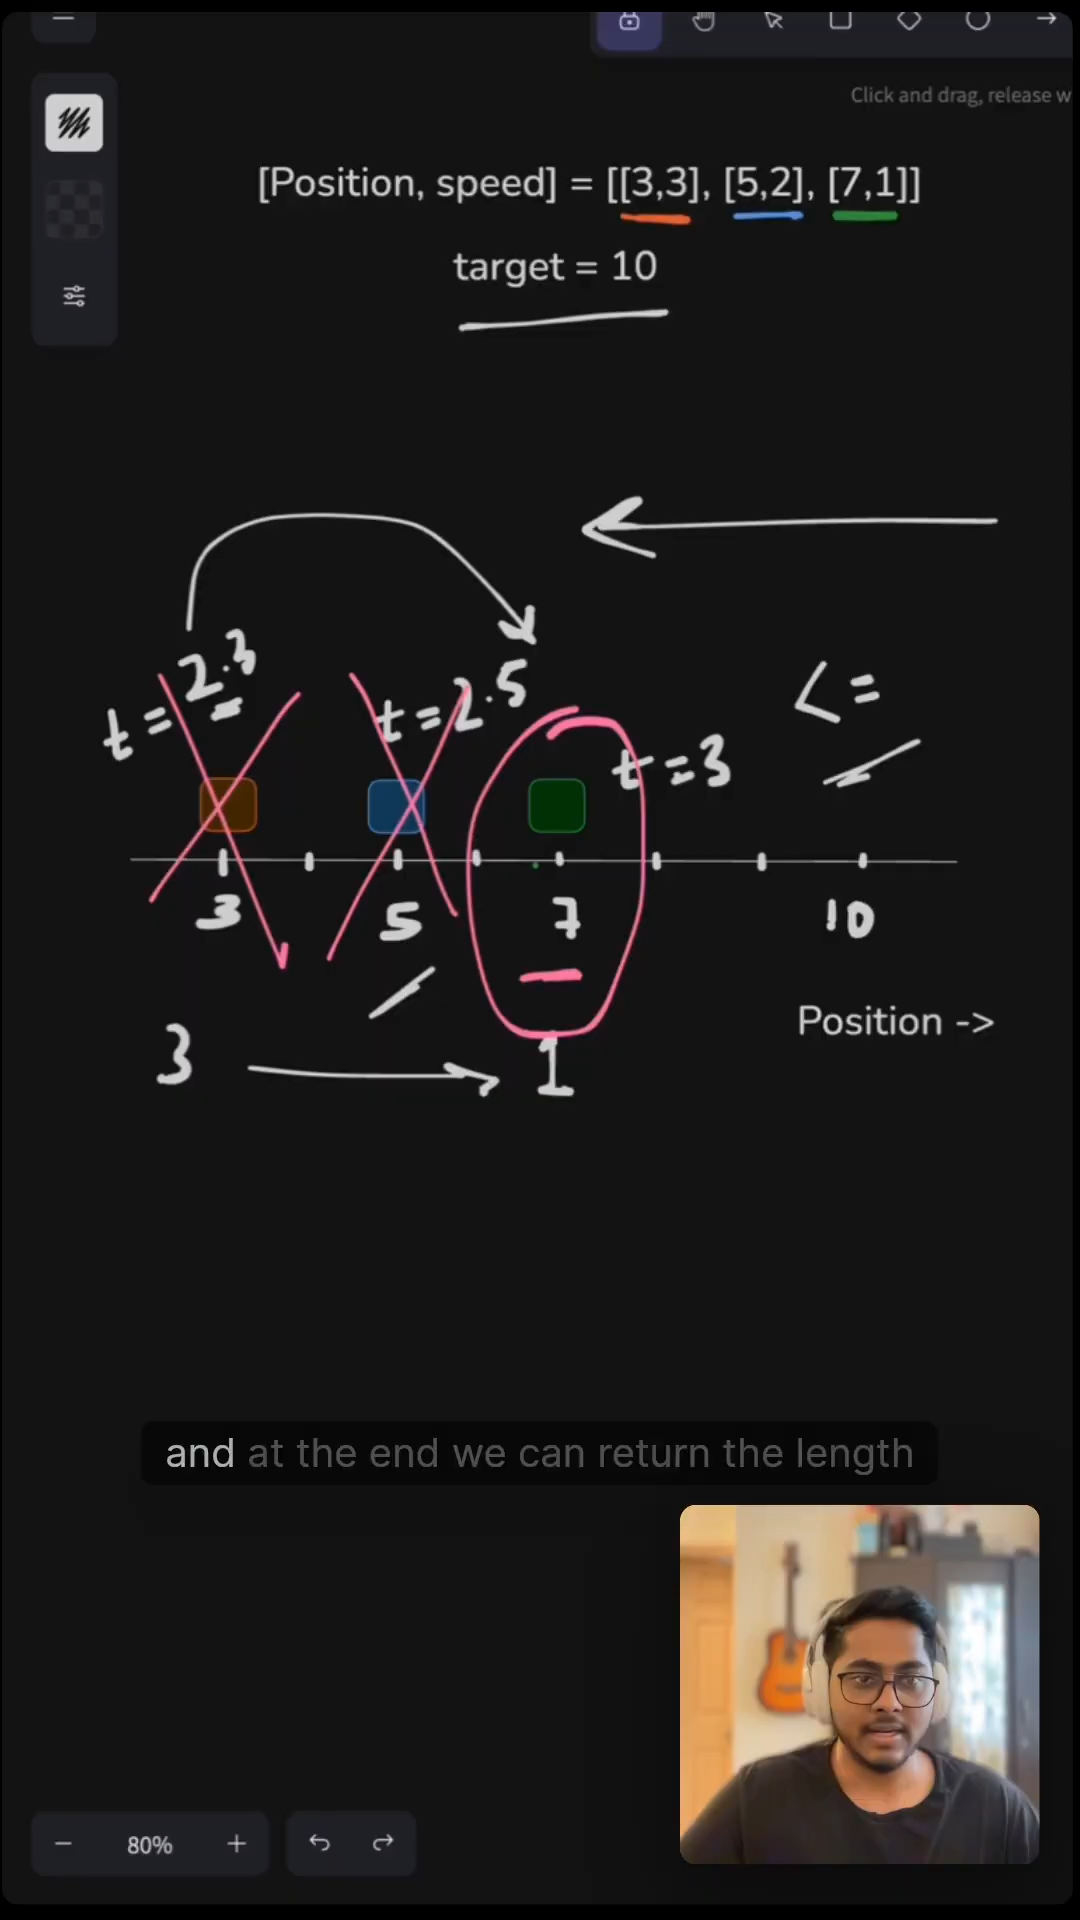 Click and drag, release w
[Position, speed] = [[3,3], [5,2], [7,1]]
target = 10
t=2.3
t=2.5
t=3
<=
3
5
7
10
Position ->
3
1
and at the end we can return the length
80%